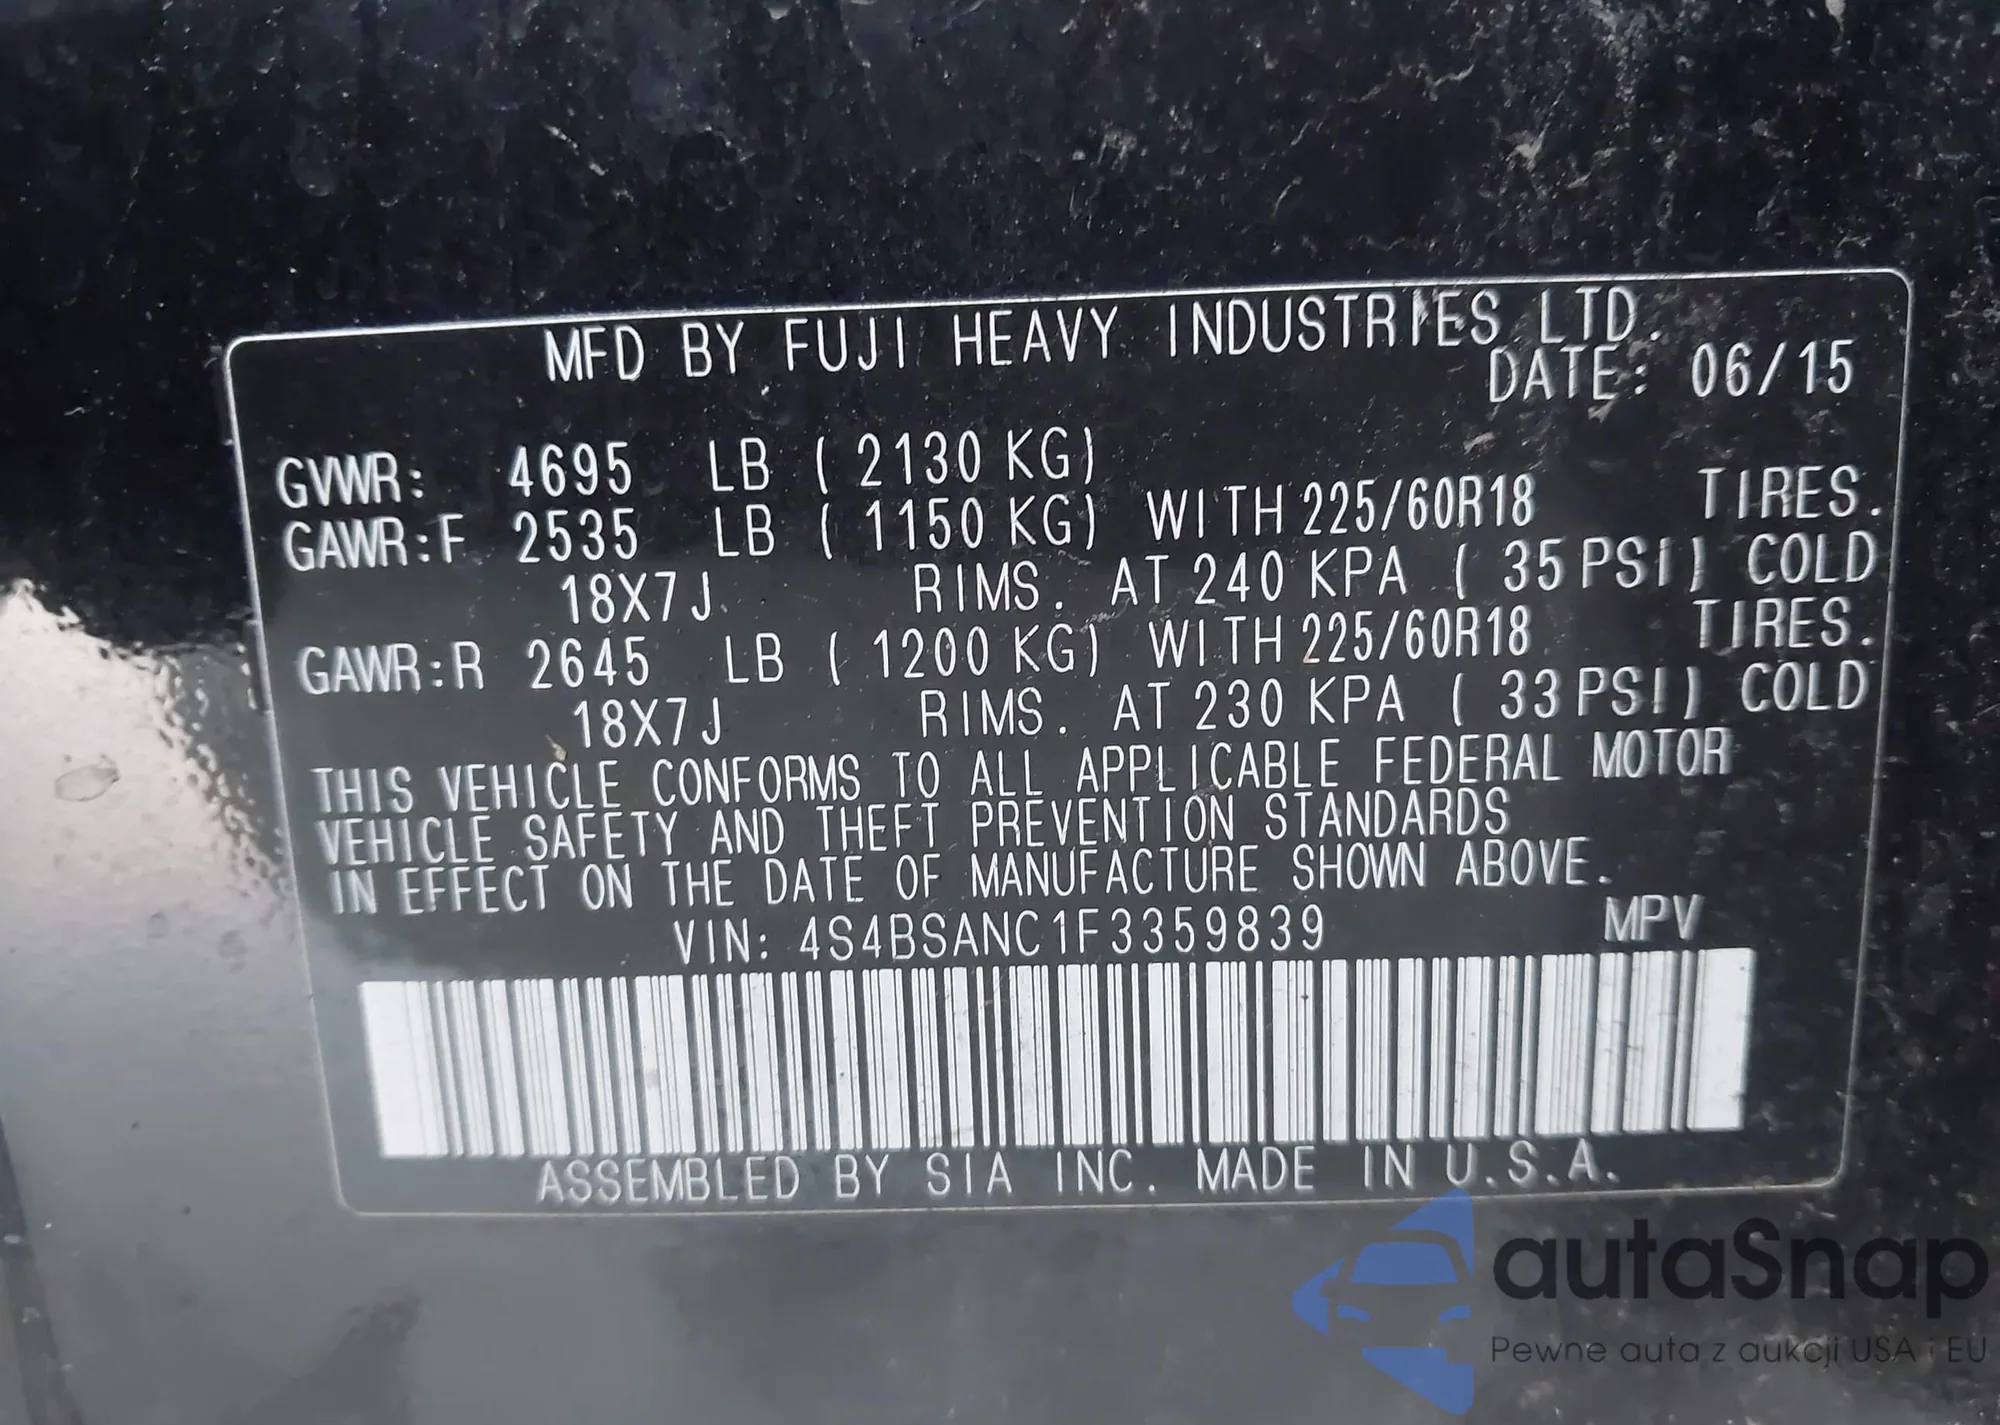 MFD BY FUJI HEAVY INDUSTRIES LTD.
DATE: 06/15
GVWR: 4695 LB ( 2130 KG)
GAWR:F 2535 LB ( 1150 KG) WITH 225/60R18 TIRES.
18X7J RIMS. AT 240 KPA ( 35 PSI) COLD
GAWR:R 2645 LB ( 1200 KG) WITH 225/60R18 TIRES.
18X7J RIMS. AT 230 KPA ( 33 PSI) COLD
THIS VEHICLE CONFORMS TO ALL APPLICABLE FEDERAL MOTOR
VEHICLE SAFETY AND THEFT PREVENTION STANDARDS
IN EFFECT ON THE DATE OF MANUFACTURE SHOWN ABOVE.
VIN: 4S4BSANC1F3359839 MPV
ASSEMBLED BY SIA INC. MADE IN U.S.A.
autaSnap
Pewne auta z aukcji USA i EU